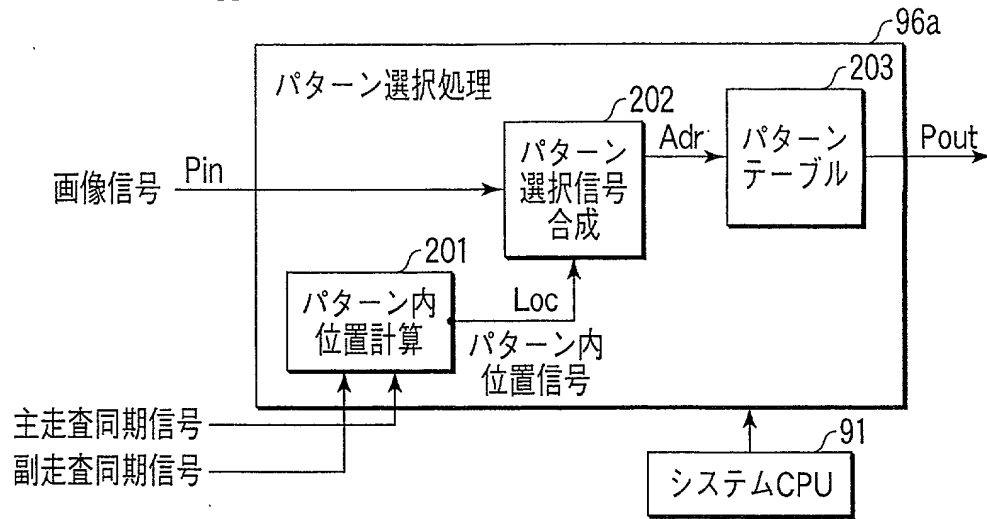 96a
パターン選択処理
203
202
パターン
テーブル
Adr
Pout
パターン
選択信号
合成
画像信号
Pin
201
パターン内
位置計算
Loc
パターン内
位置信号
主走査同期信号
副走査同期信号
91
システムCPU